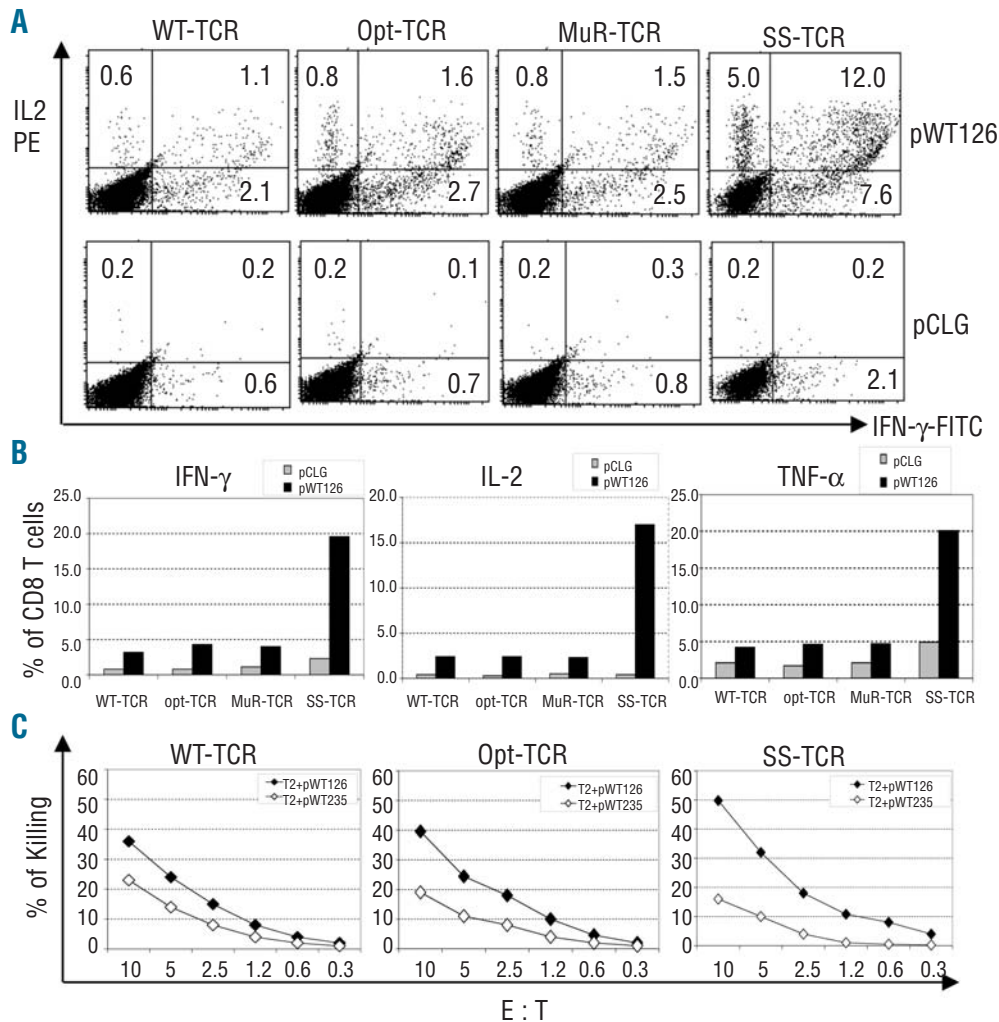 A
WT-TCR Opt-TCR MuR-TCR SS-TCR
IL2
PE
0.6 1.1 0.8 1.6 0.8 1.5 5.0 12.0
pWT126
2.1 2.7 2.5 7.6
0.2 0.2 0.2 0.1 0.2 0.3 0.2 0.2
pCLG
0.6 0.7 0.8 2.1
IFN-γ-FITC
B
% of CD8 T cells
IFN-γ
pCLG
pWT126
25.0
20.0
15.0
10.0
5.0
0.0
WT-TCR opt-TCR MuR-TCR SS-TCR
IL-2
pCLG
pWT126
20.0
15.0
10.0
5.0
0.0
WT-TCR opt-TCR MuR-TCR SS-TCR
TNF-α
pCLG
pWT126
25.0
20.0
15.0
10.0
5.0
0.0
WT-TCR opt-TCR MuR-TCR SS-TCR
C
% of Killing
WT-TCR
T2+pWT126
T2+pWT235
60
50
40
30
20
10
0
10 5 2.5 1.2 0.6 0.3
Opt-TCR
T2+pWT126
T2+pWT235
60
50
40
30
20
10
0
10 5 2.5 1.2 0.6 0.3
SS-TCR
T2+pWT126
T2+pWT235
60
50
40
30
20
10
0
10 5 2.5 1.2 0.6 0.3
E : T